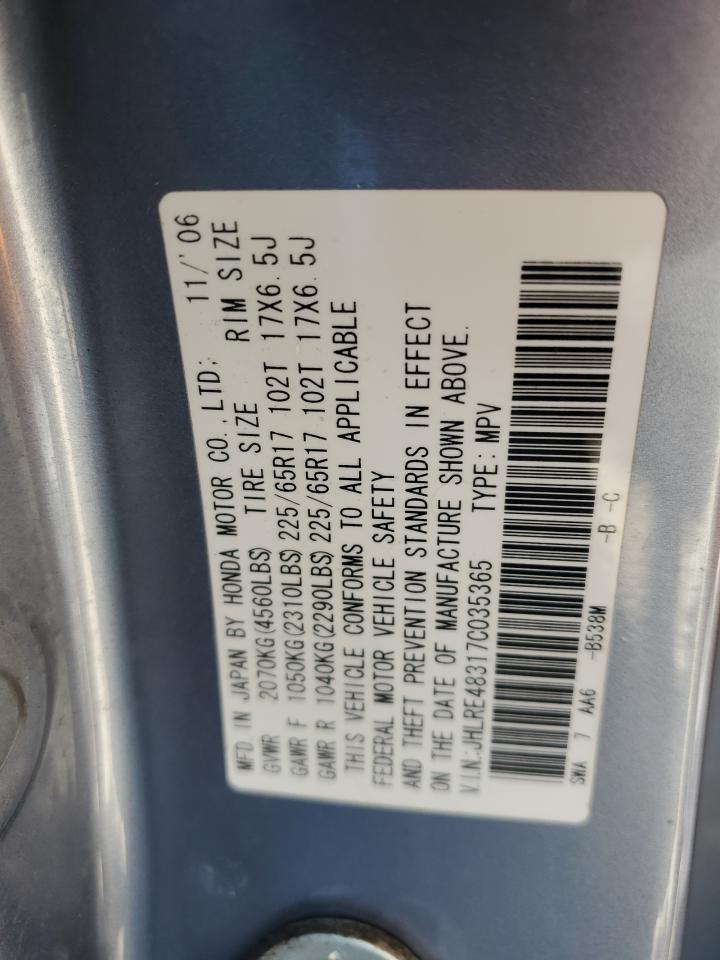 MFD. IN JAPAN BY HONDA MOTOR CO.,LTD; 11/'06
GVWR 2070KG(4560LBS) TIRE SIZE RIM SIZE
GAWR F 1050KG(2310LBS)225/65R17 102T 17X6.5J
GAWR R 1040KG(2290LBS)225/65R17 102T 17X6.5J
THIS VEHICLE CONFORMS TO ALL APPLICABLE
FEDERAL MOTOR VEHICLE SAFETY
AND THEFT PREVENTION STANDARDS IN EFFECT
ON THE DATE OF MANUFACTURE SHOWN ABOVE.
V.I.N.:JHLRE48317C035365 TYPE: MPV
SWA 7 AA6 -B538M -B -C